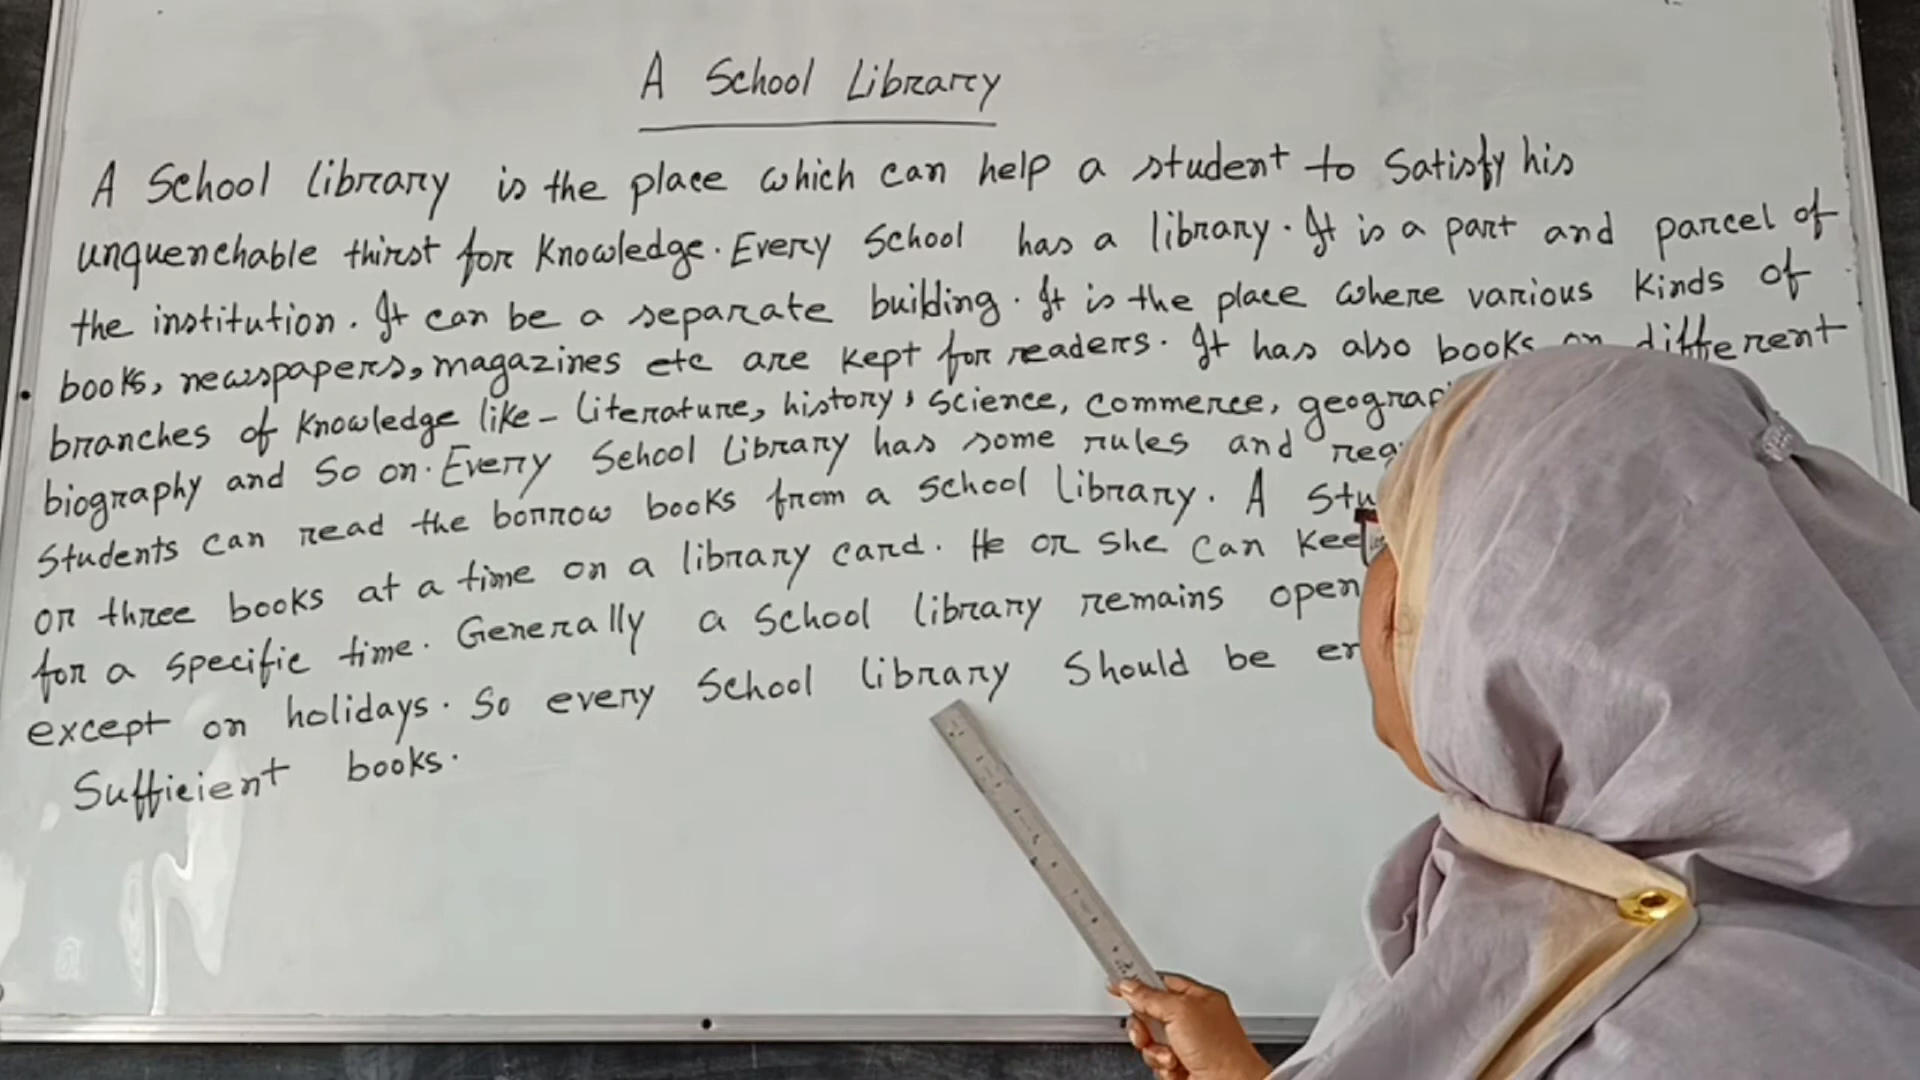 A School Library
A School library is the place which can help a student to Satisfy his
unquenchable thirst for Knowledge. Every School has a library. It is a part and parcel of
the institution. It can be a separate building. It is the place where various kinds of
books, newspapers, magazines etc are kept for readers. It has also books on different
branches of Knowledge like - Literature, history, science, commerce,
biography and So on. Every School Library has some rules and
Students can read the borrow books from a school library. A
or three books at a time on a library card. He or she can
for a specific time. Generally a school library remains open
except on holidays. So every School library Should be
Sufficient books.